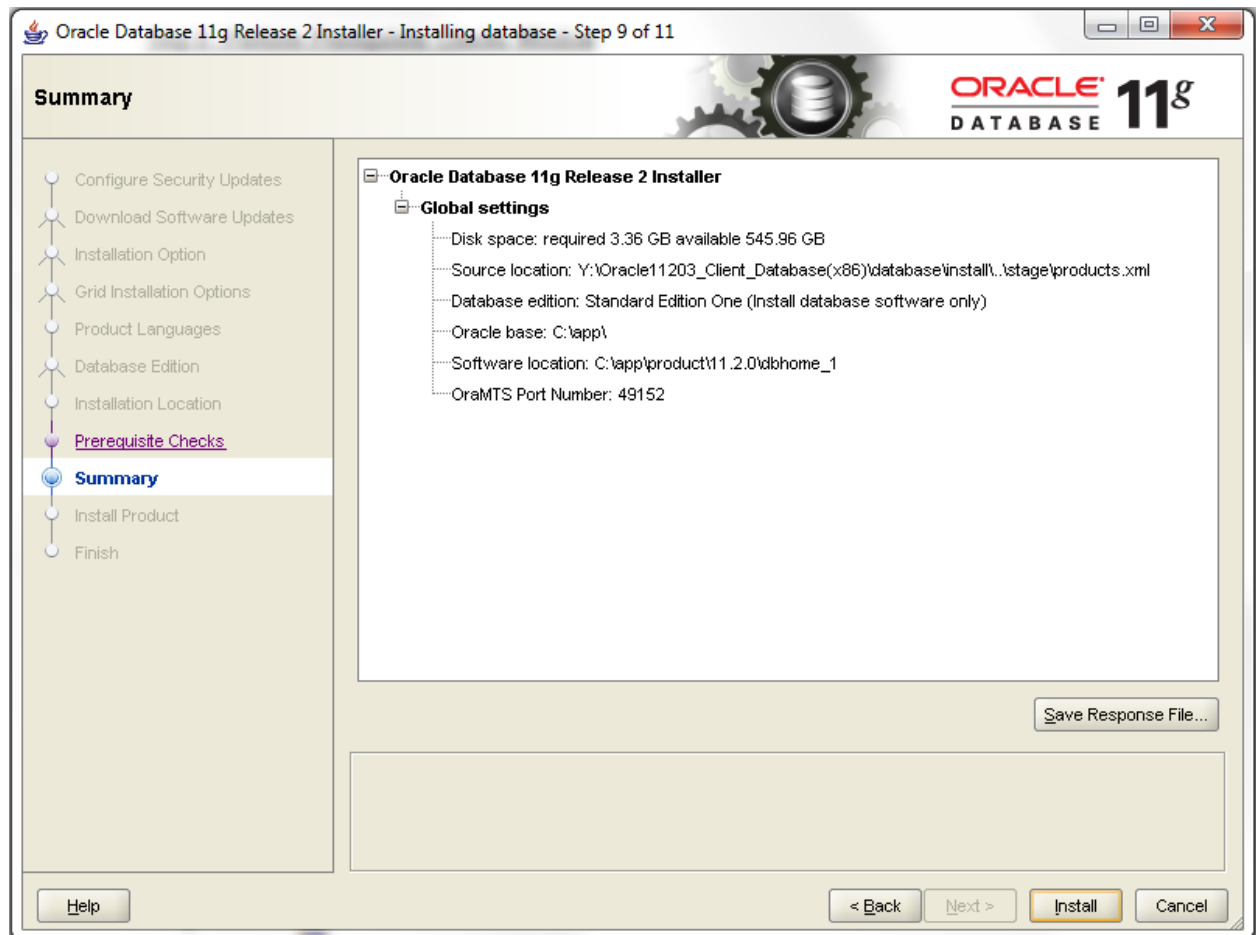 Oracle Database 11g Release 2 Installer - Installing database - Step 9 of 11
Summary
ORACLE
DATABASE
11g
Configure Security Updates
Download Software Updates
Installation Option
Grid Installation Options
Product Languages
Database Edition
Installation Location
Prerequisite Checks
Summary
Install Product
Finish
Oracle Database 11g Release 2 Installer
Global settings
Disk space: required 3.36 GB available 545.96 GB
Source location: Y:\Oracle11203_Client_Database(x86)\database\install\..\stage\products.xml
Database edition: Standard Edition One (Install database software only)
Oracle base: C:\app\
Software location: C:\app\product\11.2.0\dbhome_1
OraMTS Port Number: 49152
Save Response File...
Help
< Back
Next >
Install
Cancel